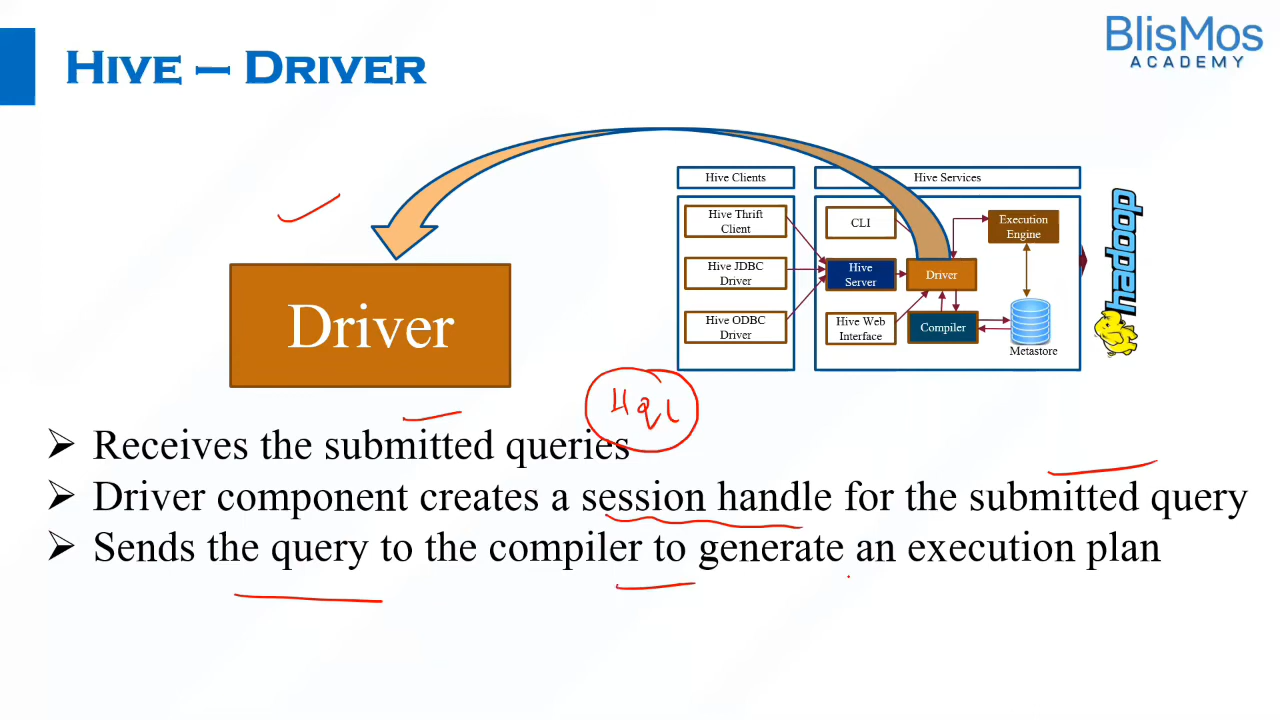 BlisMos
ACADEMY
HIVE – DRIVER
Hive Clients
Hive Services
Hive Thrift
Client
Hive JDBC
Driver
Hive ODBC
Driver
CLI
Hive
Server
Hive Web
Interface
Driver
Compiler
Execution
Engine
Metastore
hadoop
Driver
Hql
➢ Receives the submitted queries
➢ Driver component creates a session handle for the submitted query
➢ Sends the query to the compiler to generate an execution plan